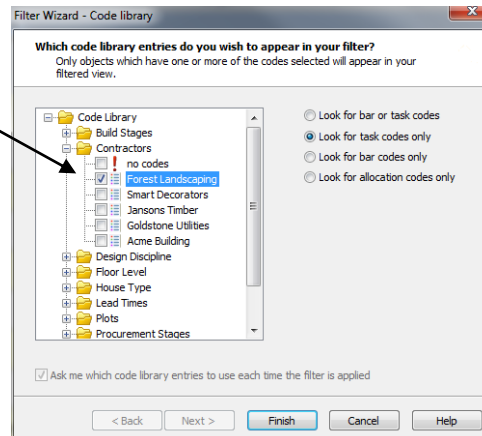 Filter Wizard - Code library
Which code library entries do you wish to appear in your filter?
Only objects which have one or more of the codes selected will appear in your
filtered view.
Code Library
Build Stages
Contractors
no codes
Forest Landscaping
Smart Decorators
Jansons Timber
Goldstone Utilities
Acme Building
Design Discipline
Floor Level
House Type
Lead Times
Plots
Procurement Stages
Look for bar or task codes
Look for task codes only
Look for bar codes only
Look for allocation codes only
Ask me which code library entries to use each time the filter is applied
< Back
Next >
Finish
Cancel
Help